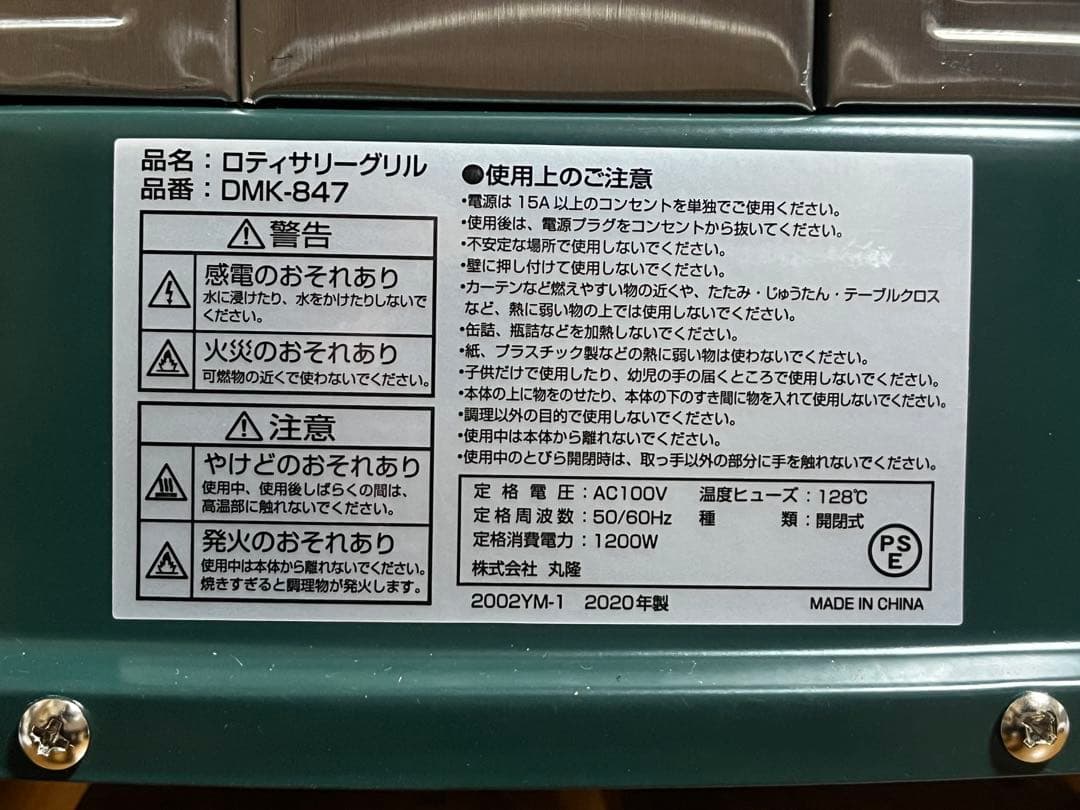 品名：ロティサリーグリル
品番：DMK-847
⚠警告
感電のおそれあり
水に浸けたり、水をかけたりしないで
ください。
火災のおそれあり
可燃物の近くで使わないでください。
⚠注意
やけどのおそれあり
使用中、使用後しばらくの間は、
高温部に触れないでください。
発火のおそれあり
使用中は本体から離れないでください。
焼きすぎると調理物が発火します。
●使用上のご注意
・電源は 15A 以上のコンセントを単独でご使用ください。
・使用後は、電源プラグをコンセントから抜いてください。
・不安定な場所で使用しないでください。
・壁に押し付けて使用しないでください。
・カーテンなど燃えやすい物の近くや、たたみ・じゅうたん・テーブルクロス
など、熱に弱い物の上では使用しないでください。
・缶詰、瓶詰などを加熱しないでください。
・紙、プラスチック製などの熱に弱い物は使わないでください。
・子供だけで使用したり、幼児の手の届くところで使用しないでください。
・本体の上に物をのせたり、本体の下のすき間に物を入れて使用しないでください。
・調理以外の目的で使用しないでください。
・使用中は本体から離れないでください。
・使用中のとびら開閉時は、取っ手以外の部分に手を触れないでください。
定格電圧：AC100V 温度ヒューズ：128℃
定格周波数：50/60Hz 種類：開閉式
定格消費電力：1200W
PS
E
株式会社 丸隆
2002YM-1 2020年製
MADE IN CHINA